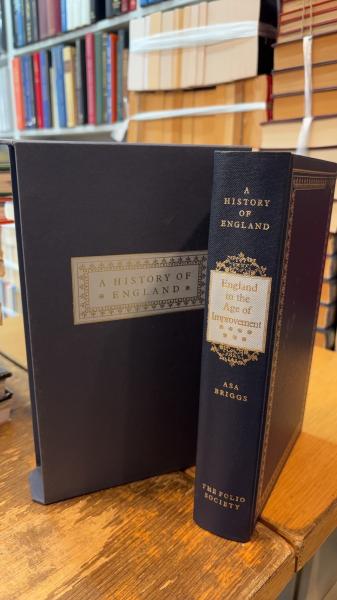 A HISTORY OF
ENGLAND
A
HISTORY
OF
ENGLAND
England
in the
Age of
Improvement
ASA
BRIGGS
THE FOLIO
SOCIETY